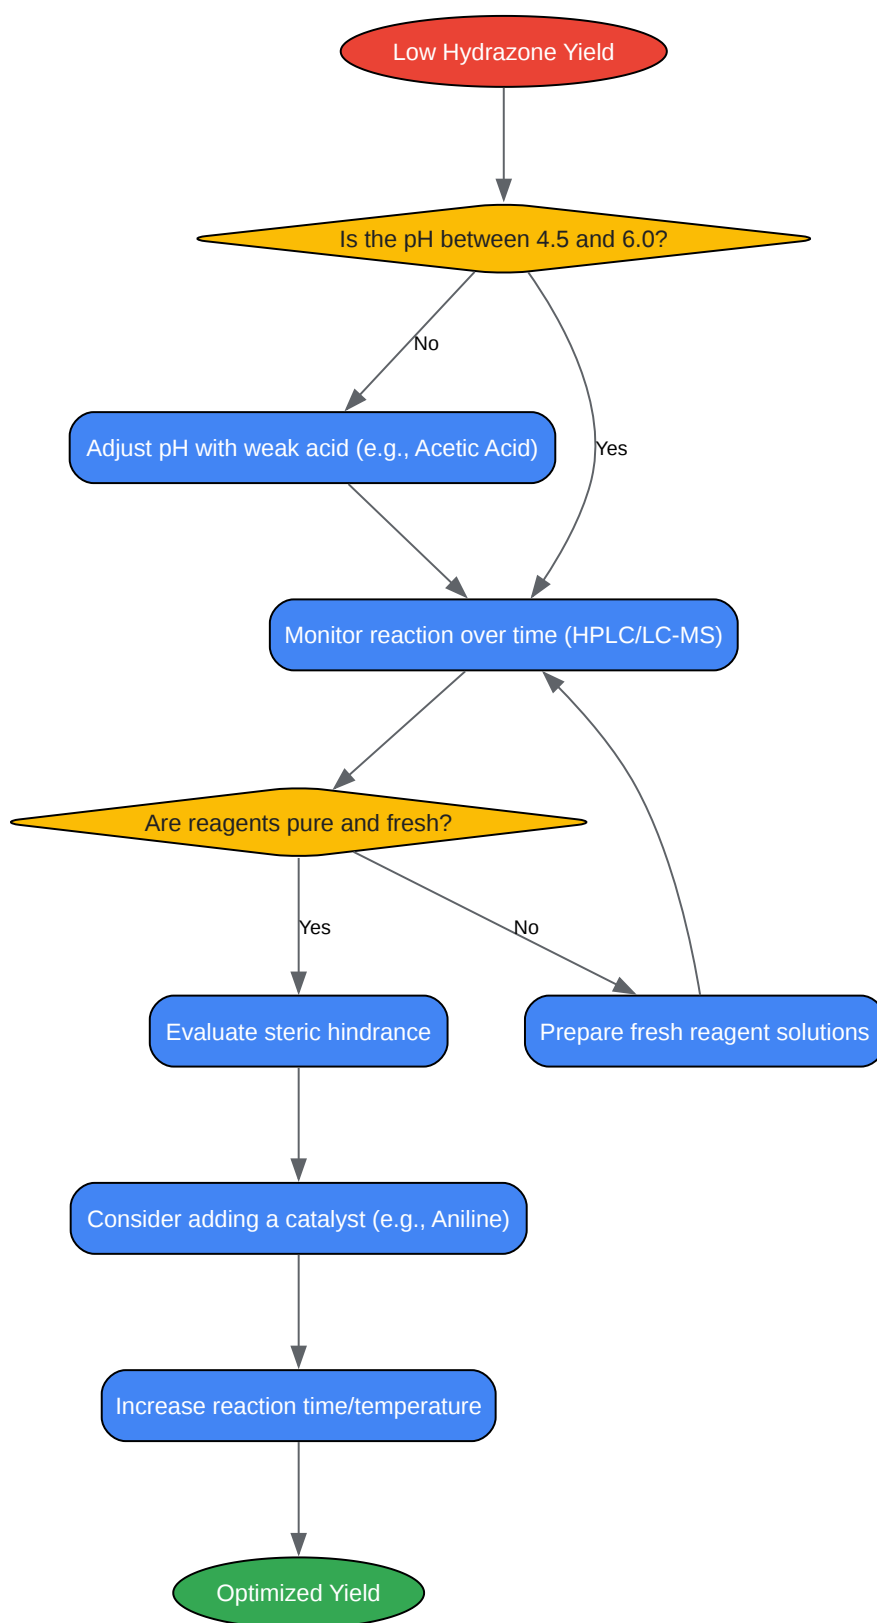 Low Hydrazone Yield
Is the pH between 4.5 and 6.0?
No
Adjust pH with weak acid (e.g., Acetic Acid)
Yes
Monitor reaction over time (HPLC/LC-MS)
Are reagents pure and fresh?
Yes
No
Evaluate steric hindrance
Prepare fresh reagent solutions
Consider adding a catalyst (e.g., Aniline)
Increase reaction time/temperature
Optimized Yield